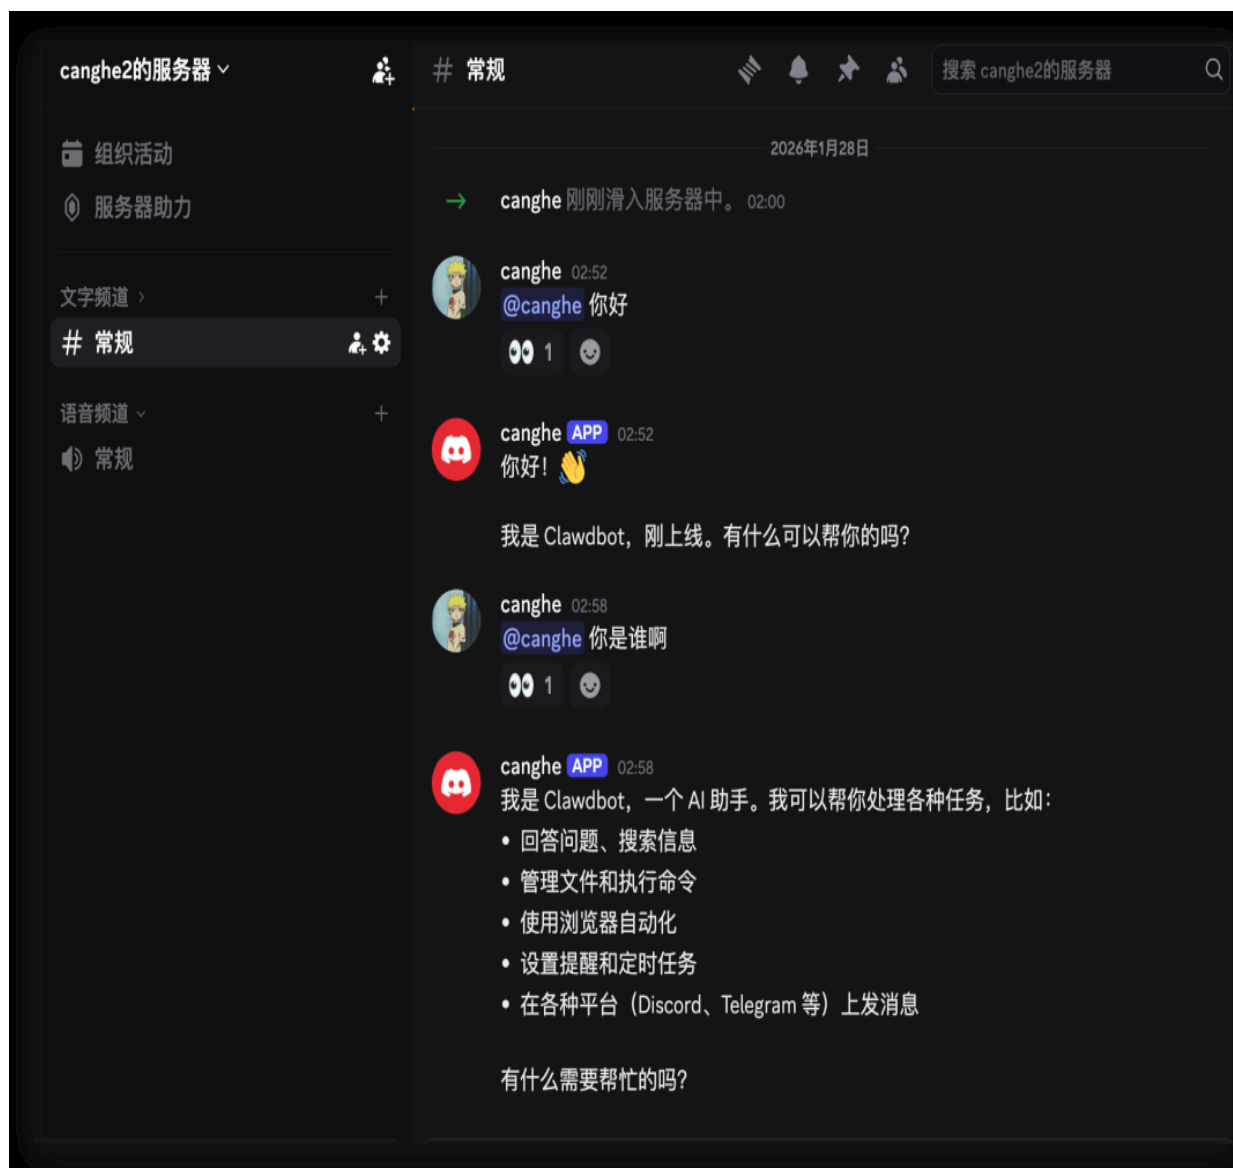 canghe2的服务器
组织活动
服务器助力
文字频道
# 常规
语音频道
常规
# 常规
搜索 canghe2的服务器
2026年1月28日
canghe 刚刚滑入服务器中。 02:00
canghe 02:52
@canghe 你好
1
canghe APP 02:52
你好！👋
我是 Clawdbot，刚上线。有什么可以帮你的吗？
canghe 02:58
@canghe 你是谁啊
1
canghe APP 02:58
我是 Clawdbot，一个 AI 助手。我可以帮你处理各种任务，比如：
• 回答问题、搜索信息
• 管理文件和执行命令
• 使用浏览器自动化
• 设置提醒和定时任务
• 在各种平台（Discord、Telegram 等）上发消息
有什么需要帮忙的吗？